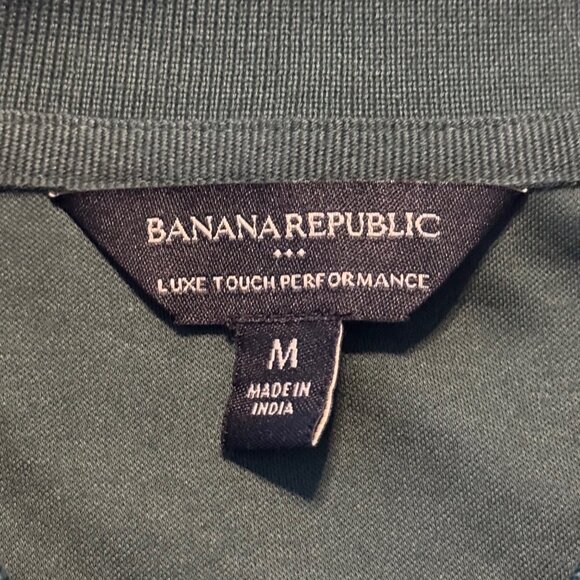 BANANA REPUBLIC
LUXE TOUCH PERFORMANCE
M
MADE IN
INDIA